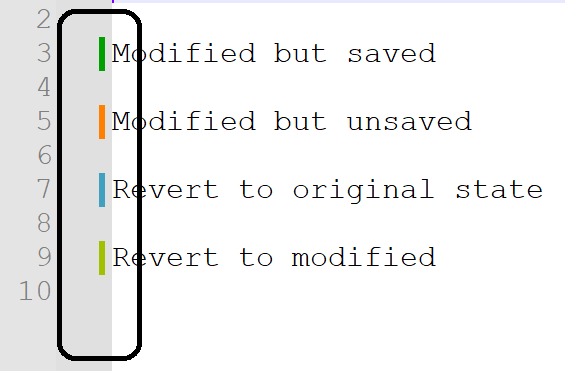 2
3 Modified but saved
4
5 Modified but unsaved
6
7 Revert to original state
8
9 Revert to modified
10